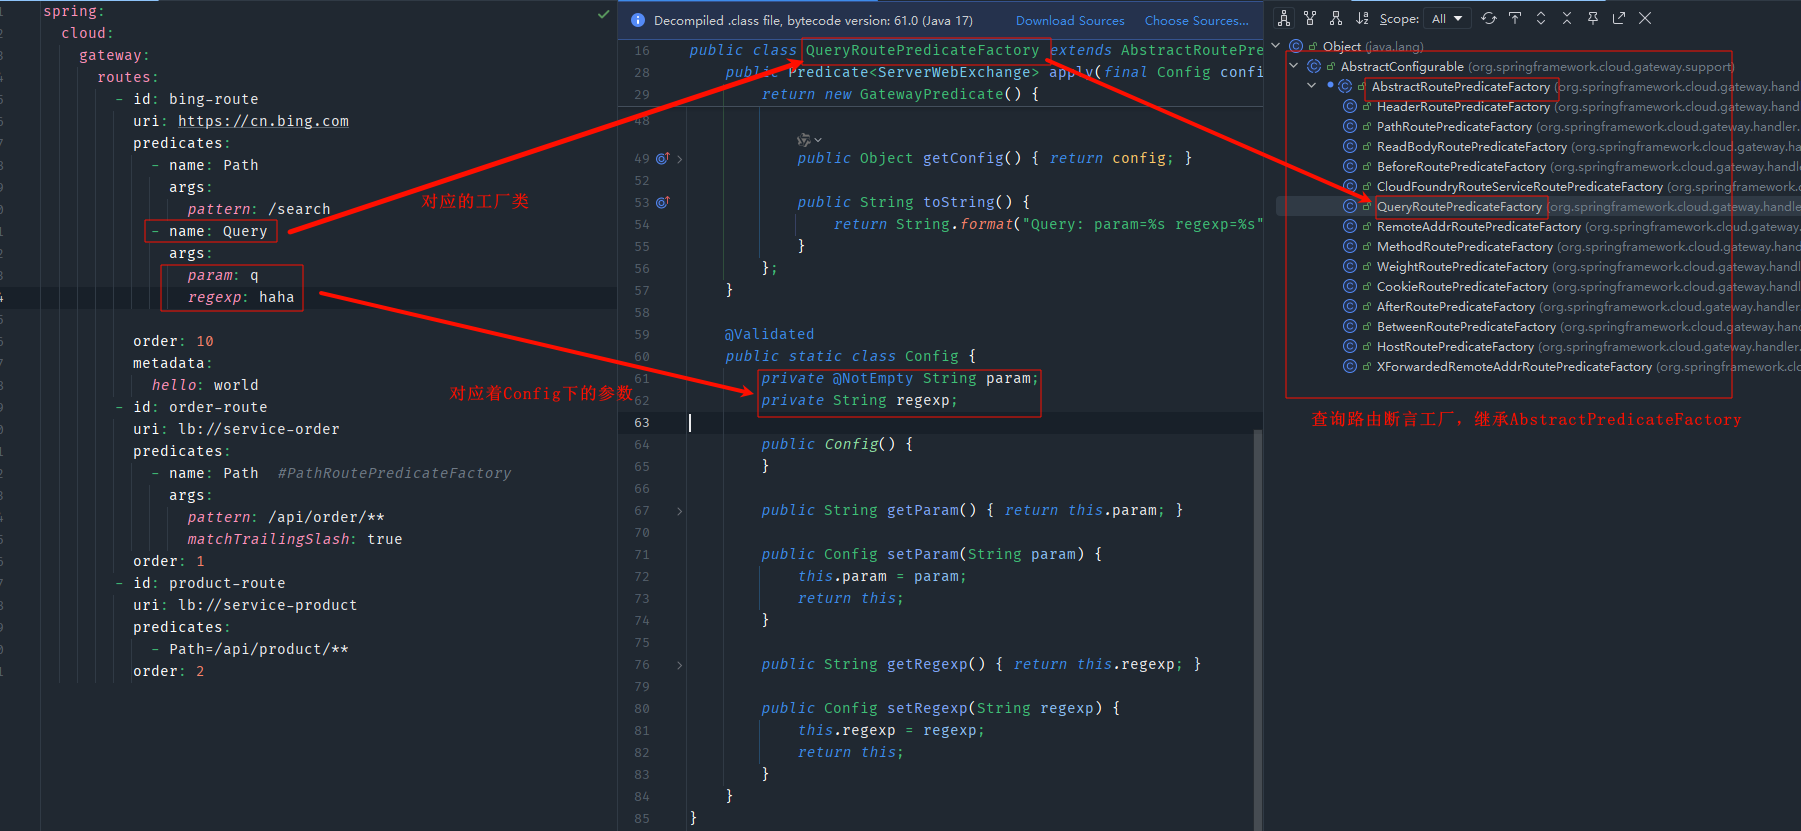 spring:
cloud:
gateway:
routes:
- id: bing-route
uri: https://cn.bing.com
predicates:
- name: Path
args:
pattern: /search
- name: Query
args:
param: q
regexp: haha
order: 10
metadata:
hello: world
- id: order-route
uri: lb://service-order
predicates:
- name: Path #PathRoutePredicateFactory
args:
pattern: /api/order/**
matchTrailingSlash: true
order: 1
- id: product-route
uri: lb://service-product
predicates:
- Path=/api/product/**
order: 2
对应的工厂类
对应着Config下的参数
Decompiled .class file, bytecode version: 61.0 (Java 17) Download Sources Choose Sources...
16 public class QueryRoutePredicateFactory extends AbstractRoutePre
28 public Predicate<ServerWebExchange> apply(final Config confi
29 return new GatewayPredicate() {
48
49 public Object getConfig() { return config; }
52
53 public String toString() {
54 return String.format("Query: param=%s regexp=%s"
55 }
56 };
57 }
58
59 @Validated
60 public static class Config {
61 private @NotEmpty String param;
62 private String regexp;
63
64 public Config() {
65 }
66
67 public String getParam() { return this.param; }
70
71 public Config setParam(String param) {
72 this.param = param;
73 return this;
74 }
75
76 public String getRegexp() { return this.regexp; }
79
80 public Config setRegexp(String regexp) {
81 this.regexp = regexp;
82 return this;
83 }
84 }
85 }
Scope: All
Object (java.lang)
AbstractConfigurable (org.springframework.cloud.gateway.support)
AbstractRoutePredicateFactory (org.springframework.cloud.gateway.hand
HeaderRoutePredicateFactory (org.springframework.cloud.gateway.handle
PathRoutePredicateFactory (org.springframework.cloud.gateway.handler.
ReadBodyRoutePredicateFactory (org.springframework.cloud.gateway.ha
BeforeRoutePredicateFactory (org.springframework.cloud.gateway.handle
CloudFoundryRouteServiceRoutePredicateFactory (org.springframework.c
QueryRoutePredicateFactory (org.springframework.cloud.gateway.handle
RemoteAddrRoutePredicateFactory (org.springframework.cloud.gateway.
MethodRoutePredicateFactory (org.springframework.cloud.gateway.hand
WeightRoutePredicateFactory (org.springframework.cloud.gateway.handl
CookieRoutePredicateFactory (org.springframework.cloud.gateway.handl
AfterRoutePredicateFactory (org.springframework.cloud.gateway.handler
BetweenRoutePredicateFactory (org.springframework.cloud.gateway.hand
HostRoutePredicateFactory (org.springframework.cloud.gateway.handler.
XForwardedRemoteAddrRoutePredicateFactory (org.springframework.clo
查询路由断言工厂, 继承AbstractPredicateFactory